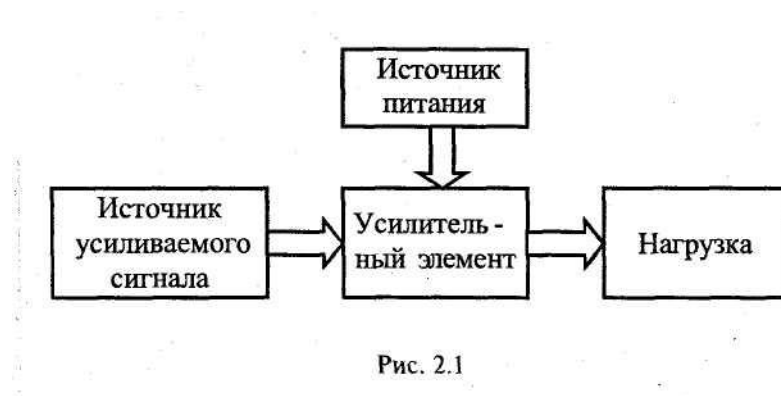 Источник
питания
Источник
усиливаемого
сигнала
Усилитель -
ный элемент
Нагрузка
Рис. 2.1